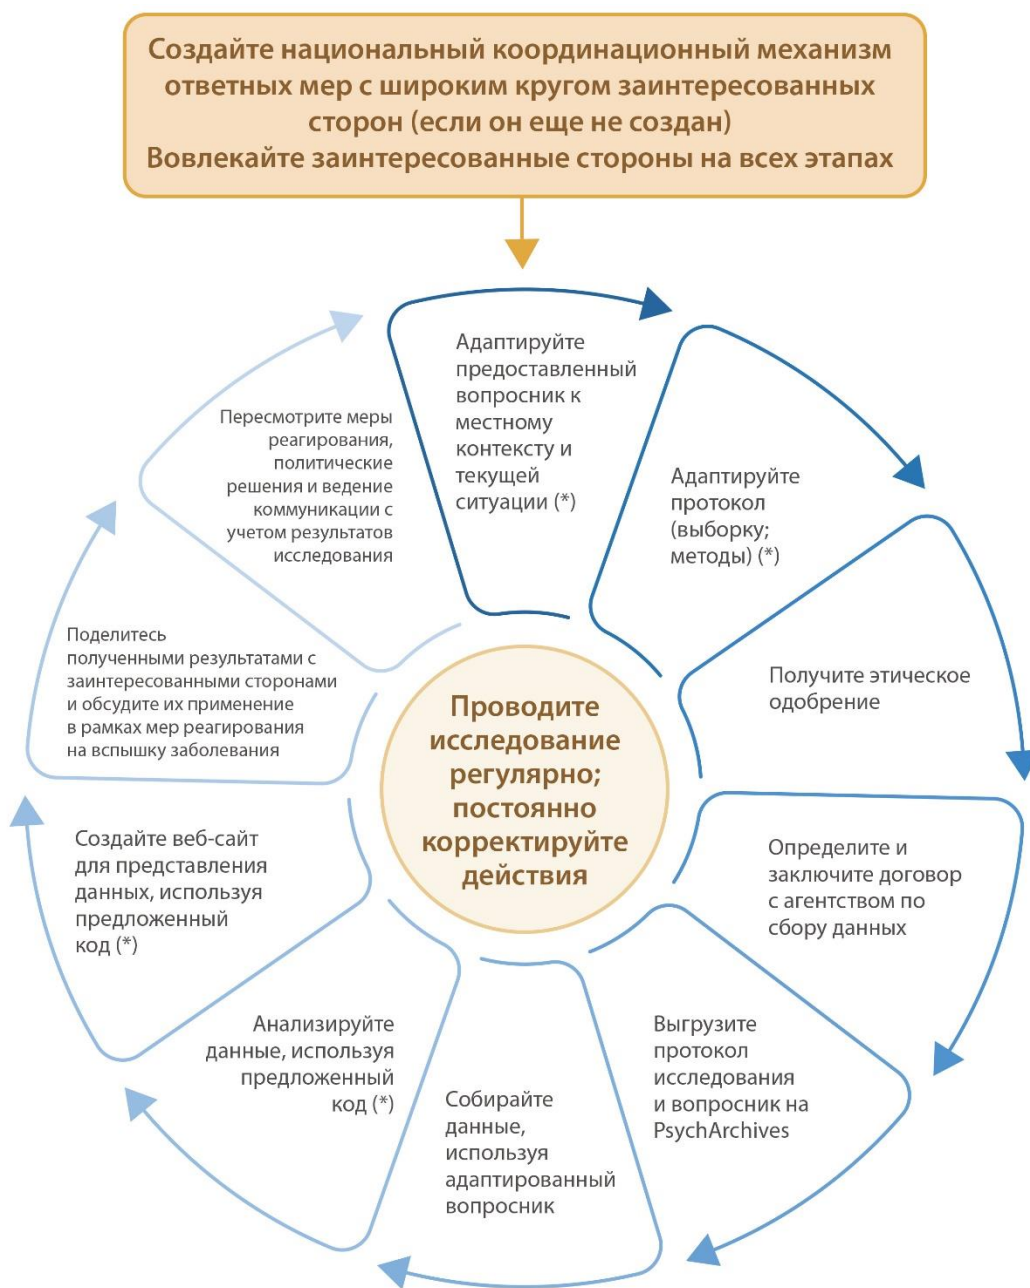 Создайте национальный координационный механизм
ответных мер с широким кругом заинтересованных
сторон (если он еще не создан)
Вовлекайте заинтересованные стороны на всех этапах
Адаптируйте
предоставленный
вопросник к
местному
контексту и
текущей
ситуации (*)
Адаптируйте
протокол
(выборку;
методы) (*)
Получите этическое
одобрение
Определите и
заключите договор
с агентством по
сбору данных
Выгрузите
протокол
исследования
и вопросник на
PsychArchives
Собирайте
данные,
используя
адаптированный
вопросник
Анализируйте
данные, используя
предложенный
код (*)
Создайте веб-сайт
для представления
данных, используя
предложенный
код (*)
Поделитесь
полученными результатами с
заинтересованными сторонами
и обсудите их применение
в рамках мер реагирования
на вспышку заболевания
Пересмотрите меры
реагирования,
политические
решения и ведение
коммуникации с
учетом результатов
исследования
Проводите
исследование
регулярно;
постоянно
корректируйте
действия